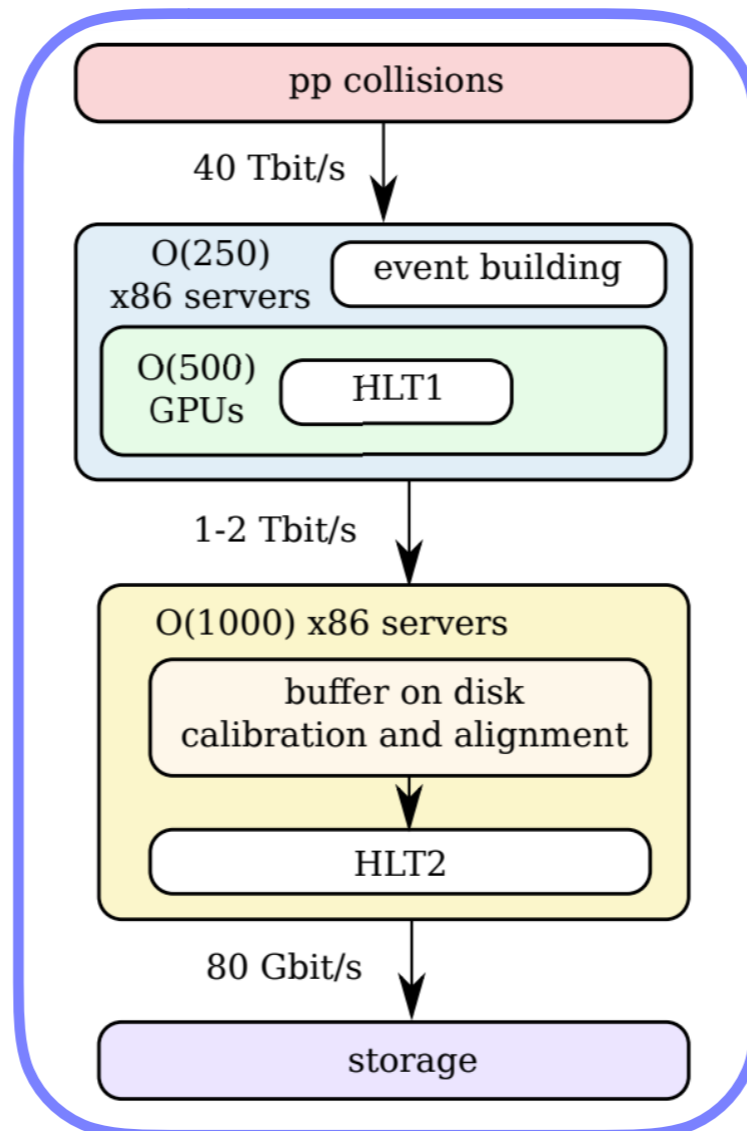 pp collisions
40 Tbit/s
O(250)
x86 servers
event building
O(500)
GPUs
HLT1
1-2 Tbit/s
O(1000) x86 servers
buffer on disk
calibration and alignment
HLT2
80 Gbit/s
storage